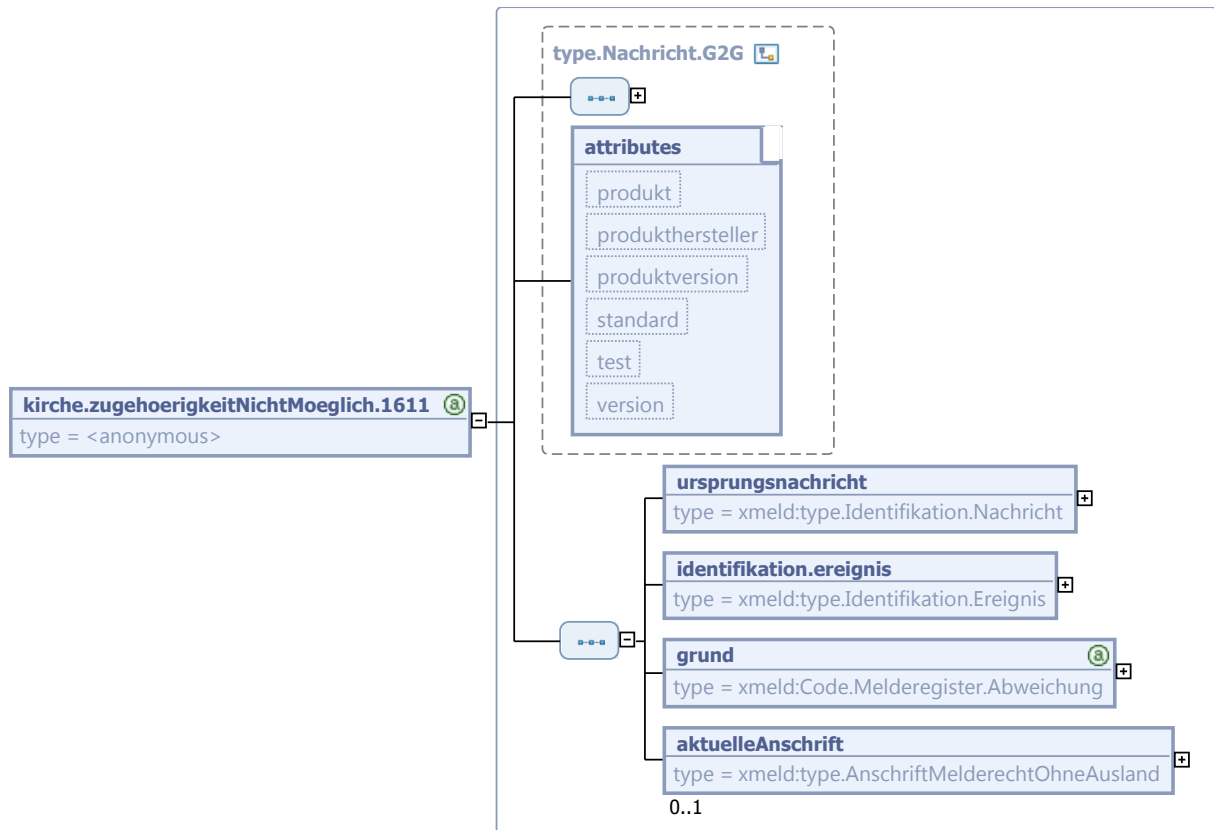 type.Nachricht.G2G
attributes
produkt
produkthersteller
produktversion
standard
test
version
kirche.zugehoerigkeitNichtMoeglich.1611 a
type = <anonymous>
ursprungsnachricht
type = xmeld:type.Identifikation.Nachricht
identifikation.ereignis
type = xmeld:type.Identifikation.Ereignis
grund a
type = xmeld:Code.Melderegister.Abweichung
aktuelleAnschrift
type = xmeld:type.AnschriftMelderechtOhneAusland
0..1